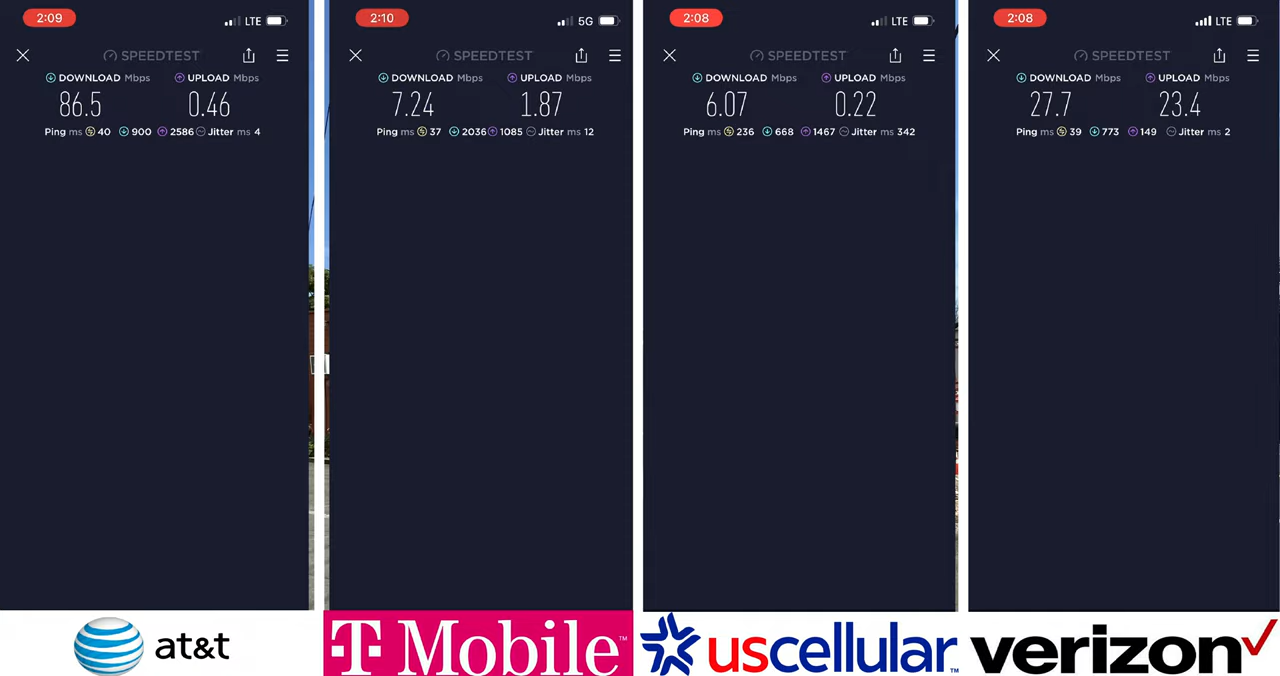 2:09 LTE
SPEEDTEST
DOWNLOAD Mbps UPLOAD Mbps
86.5 0.46
Ping ms 40 900 2586 Jitter ms 4
at&t
2:10 5G
SPEEDTEST
DOWNLOAD Mbps UPLOAD Mbps
7.24 1.87
Ping ms 37 2036 1085 Jitter ms 12
T Mobile™
2:08 LTE
SPEEDTEST
DOWNLOAD Mbps UPLOAD Mbps
6.07 0.22
Ping ms 236 668 1467 Jitter ms 342
uscellular™
2:08 LTE
SPEEDTEST
DOWNLOAD Mbps UPLOAD Mbps
27.7 23.4
Ping ms 39 773 149 Jitter ms 2
verizon